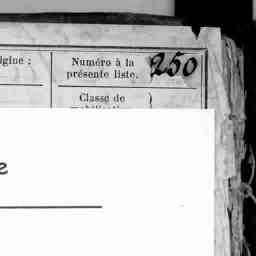 igine :
Numéro à la
présente liste. 250
Classe de
e